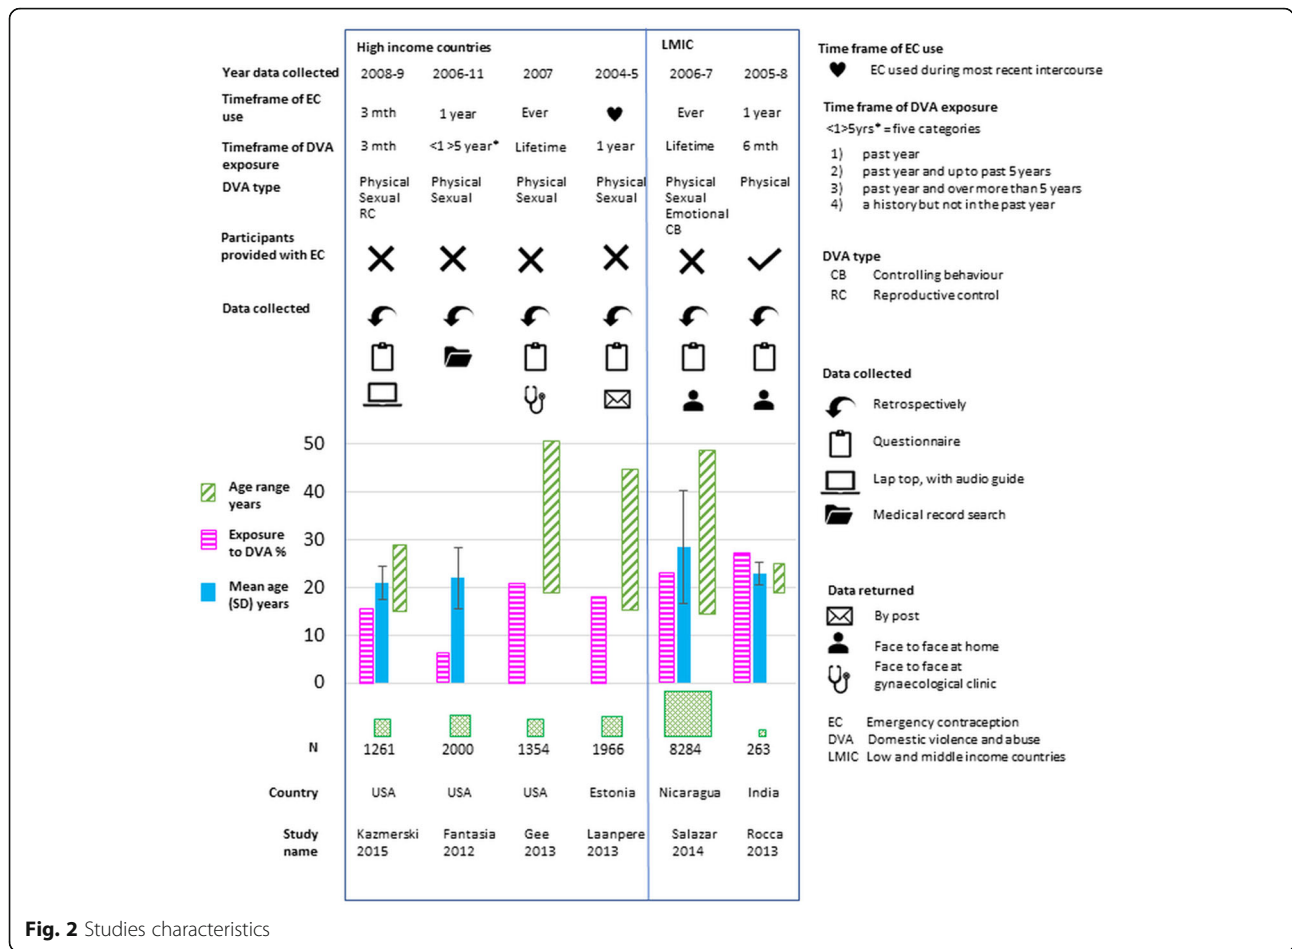 High income countries LMIC
Year data collected 2008-9 2006-11 2007 2004-5 2006-7 2005-8
Timeframe of EC
use 3 mth 1 year Ever Ever 1 year
Timeframe of DVA
exposure 3 mth <1 >5 year* Lifetime 1 year Lifetime 6 mth
DVA type Physical Physical Physical Physical Physical Physical
Sexual Sexual Sexual Sexual Sexual
RC Emotional
CB
Participants
provided with EC
Data collected
50
40
30
20
10
0
Age range
years
Exposure
to DVA %
Mean age
(SD) years
N 1261 2000 1354 1966 8284 263
Country USA USA USA Estonia Nicaragua India
Study Kazmerski Fantasia Gee Laanpere Salazar Rocca
name 2015 2012 2013 2013 2014 2013
Time frame of EC use
EC used during most recent intercourse
Time frame of DVA exposure
<1>5yrs* = five categories
1) past year
2) past year and up to past 5 years
3) past year and over more than 5 years
4) a history but not in the past year
DVA type
CB Controlling behaviour
RC Reproductive control
Data collected
Retrospectively
Questionnaire
Lap top, with audio guide
Medical record search
Data returned
By post
Face to face at home
Face to face at
gynaecological clinic
EC Emergency contraception
DVA Domestic violence and abuse
LMIC Low and middle income countries
Fig. 2 Studies characteristics